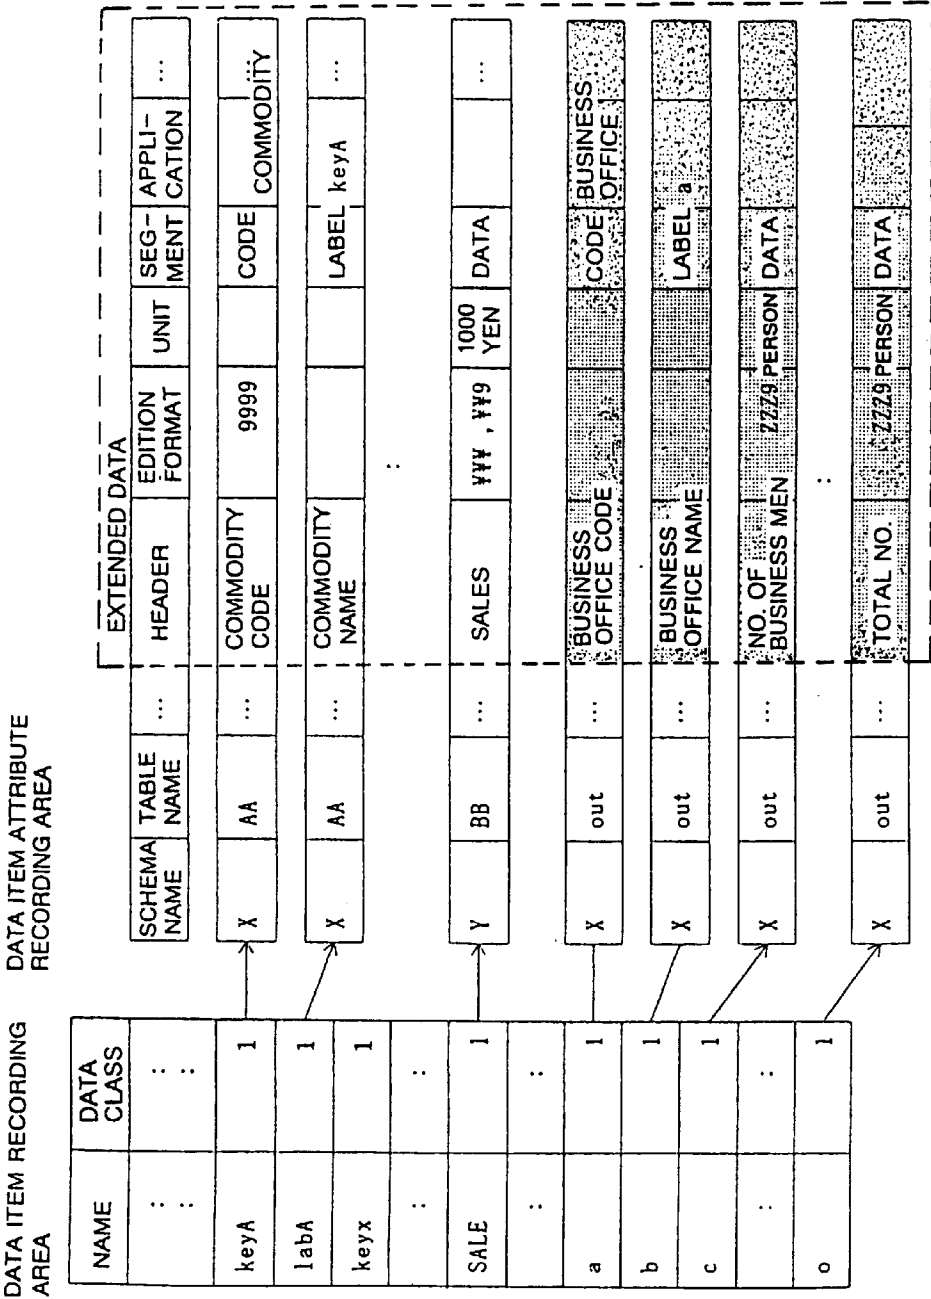 DATA ITEM RECORDING
AREA
NAME DATA
CLASS
: :
: :
keyA 1
labA 1
keyx 1
: :
SALE 1
: :
a 1
b 1
c 1
: :
o 1
DATA ITEM ATTRIBUTE
RECORDING AREA
EXTENDED DATA
SCHEMA
NAME TABLE
NAME ... HEADER EDITION
FORMAT UNIT SEG-
MENT APPLI-
CATION ...
X AA ... COMMODITY
CODE 9999 CODE COMMODITY ...
X AA ... COMMODITY
NAME LABEL keyA ...
:
Y BB ... SALES ¥¥¥ , ¥¥9 1000
YEN DATA ...
X out ... BUSINESS
OFFICE CODE CODE BUSINESS
OFFICE
X out ... BUSINESS
OFFICE NAME LABEL a
X out ... NO. OF
BUSINESS MEN ZZZ9 PERSON DATA
:
X out ... TOTAL NO. ZZZ9 PERSON DATA